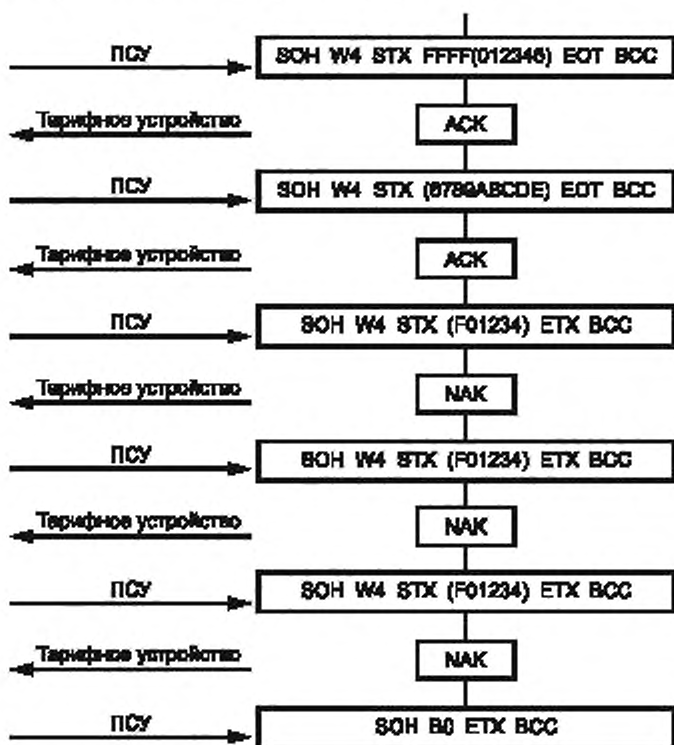 ПСУ SOH W4 STX FFFF(012345) EOT BCC
Тарифное устройство ACK
ПСУ SOH W4 STX (6789ABCDE) EOT BCC
Тарифное устройство ACK
ПСУ SOH W4 STX (F01234) ETX BCC
Тарифное устройство NAK
ПСУ SOH W4 STX (F01234) ETX BCC
Тарифное устройство NAK
ПСУ SOH W4 STX (F01234) ETX BCC
Тарифное устройство NAK
ПСУ SOH B0 ETX BCC